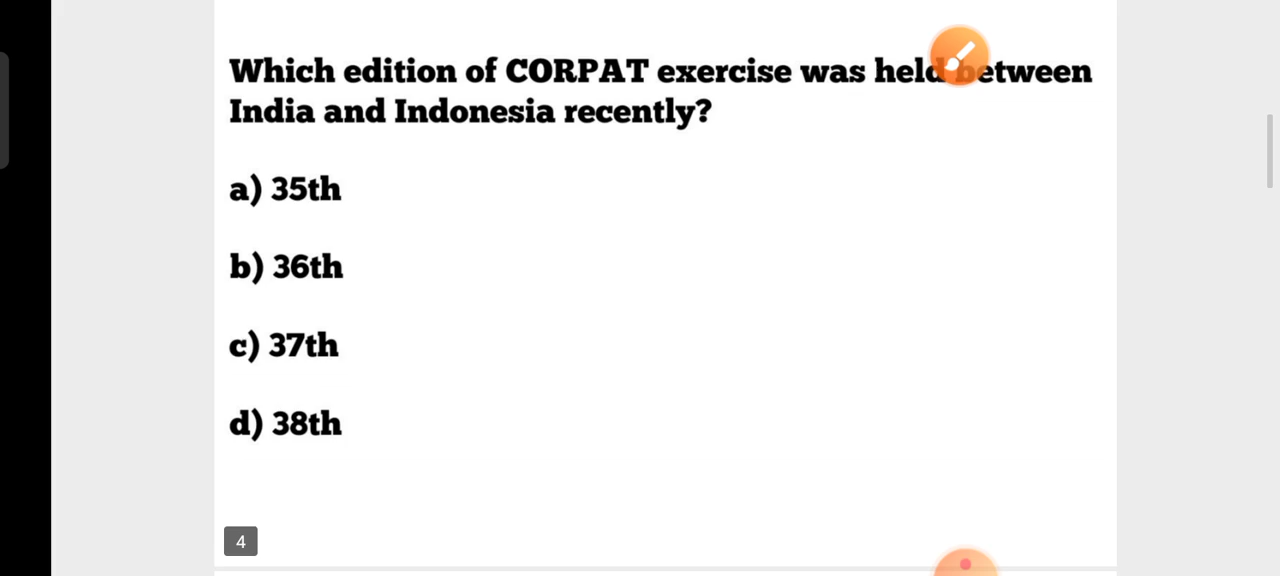 Which edition of CORPAT exercise was held between
India and Indonesia recently?
a) 35th
b) 36th
c) 37th
d) 38th
4